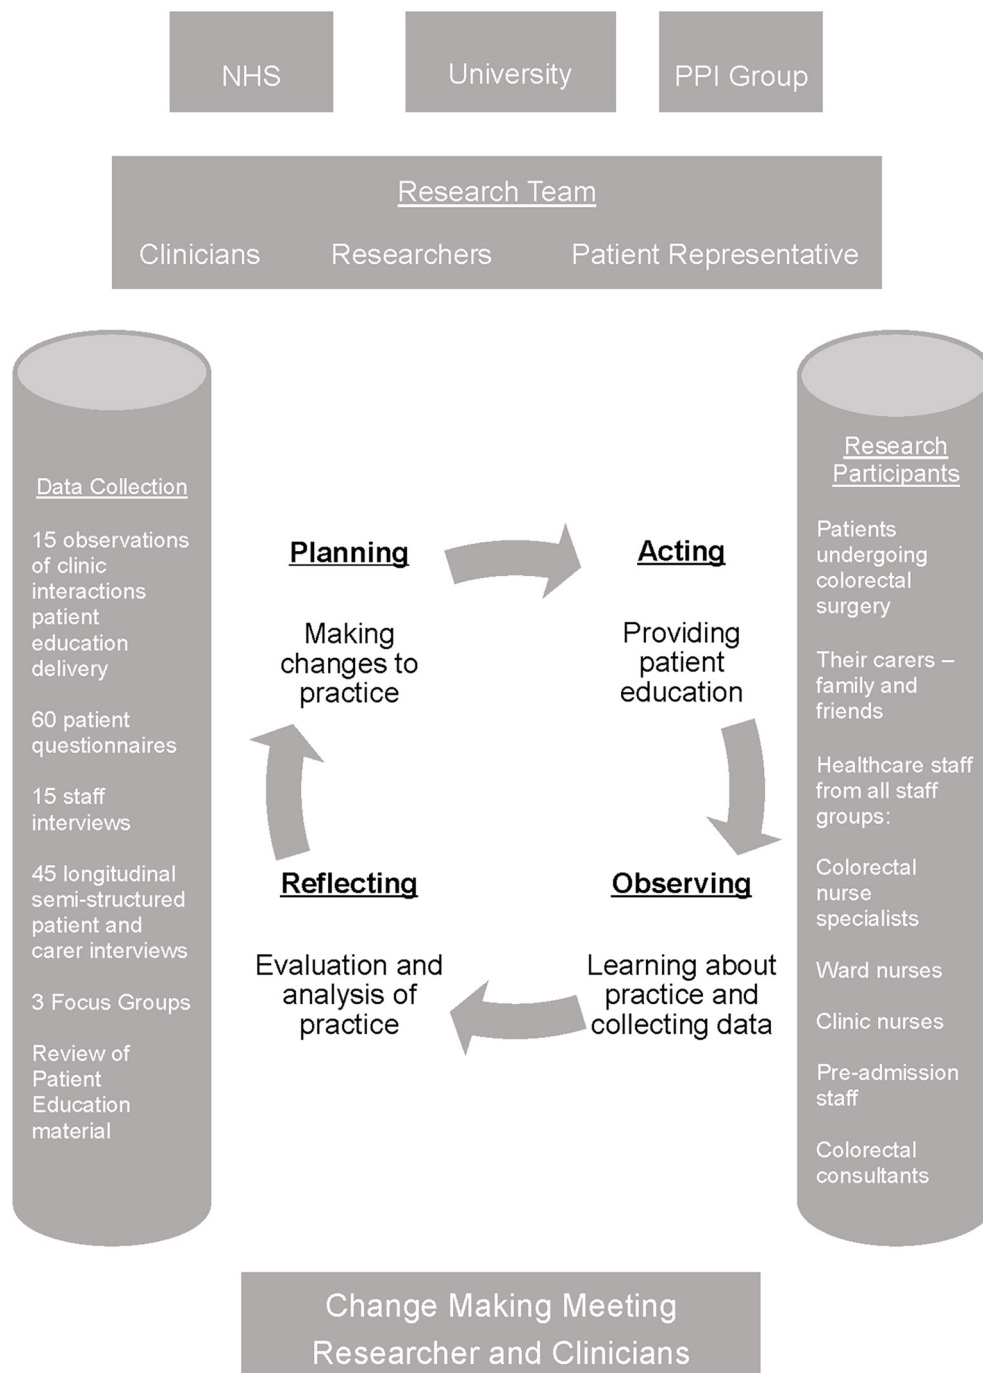 NHS
University
PPI Group
Research Team
Clinicians Researchers Patient Representative
Data Collection
15 observations
of clinic
interactions
patient
education
delivery
60 patient
questionnaires
15 staff
interviews
45 longitudinal
semi-structured
patient and
carer interviews
3 Focus Groups
Review of
Patient
Education
material
Planning
Making
changes to
practice
Acting
Providing
patient
education
Reflecting
Evaluation and
analysis of
practice
Observing
Learning about
practice and
collecting data
Research
Participants
Patients
undergoing
colorectal
surgery
Their carers –
family and
friends
Healthcare staff
from all staff
groups:
Colorectal
nurse
specialists
Ward nurses
Clinic nurses
Pre-admission
staff
Colorectal
consultants
Change Making Meeting
Researcher and Clinicians